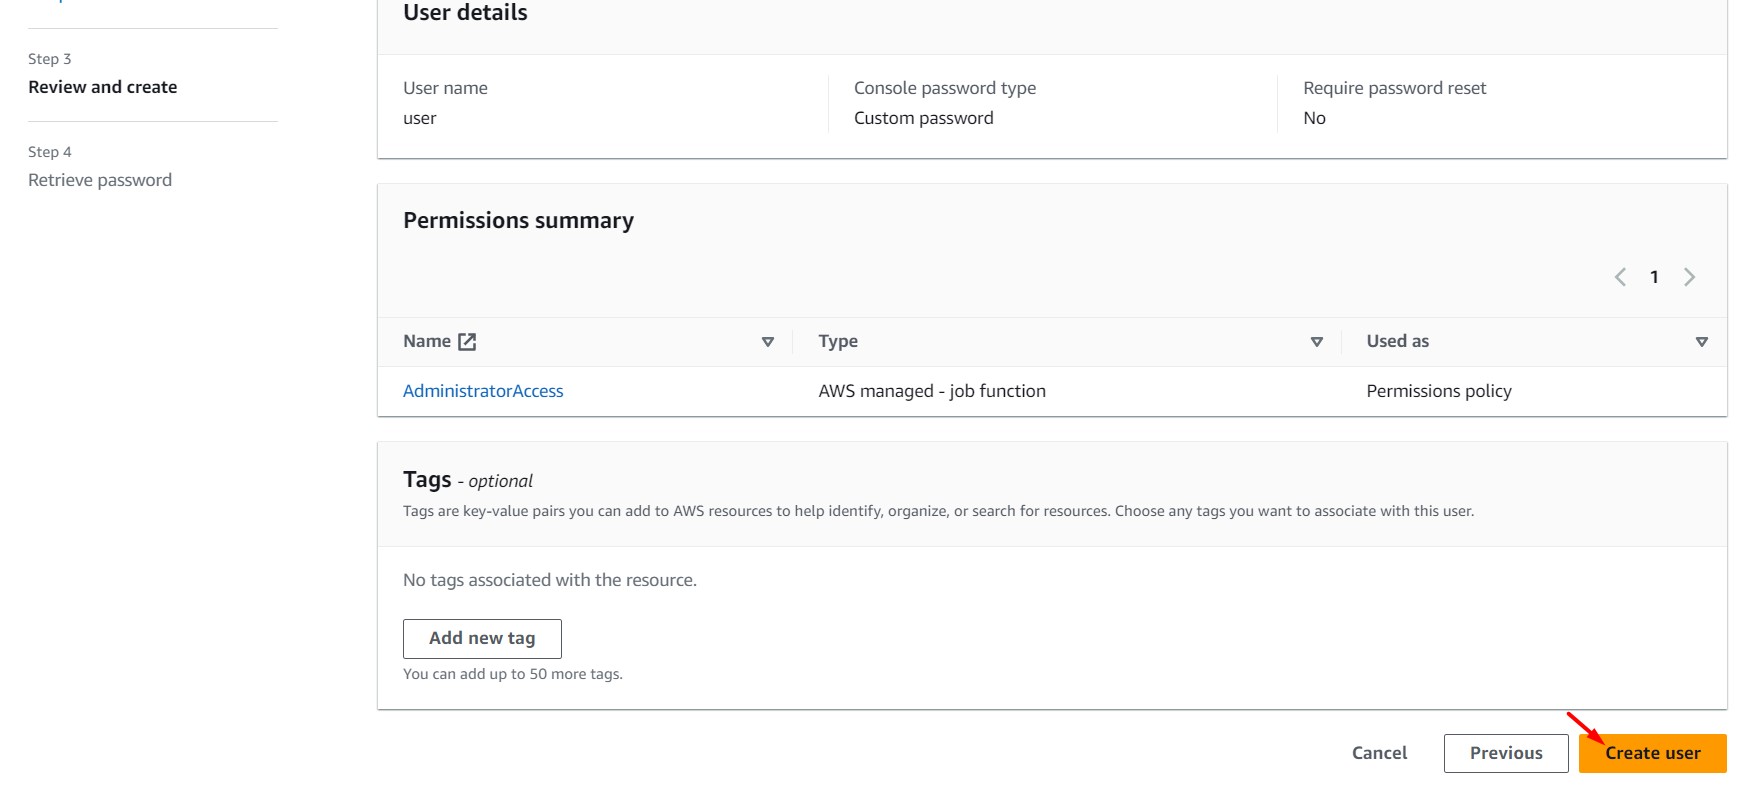 Step 3
Review and create
Step 4
Retrieve password
User details
User name
user
Console password type
Custom password
Require password reset
No
Permissions summary
1
Name
Type
Used as
AdministratorAccess
AWS managed - job function
Permissions policy
Tags - optional
Tags are key-value pairs you can add to AWS resources to help identify, organize, or search for resources. Choose any tags you want to associate with this user.
No tags associated with the resource.
Add new tag
You can add up to 50 more tags.
Cancel
Previous
Create user